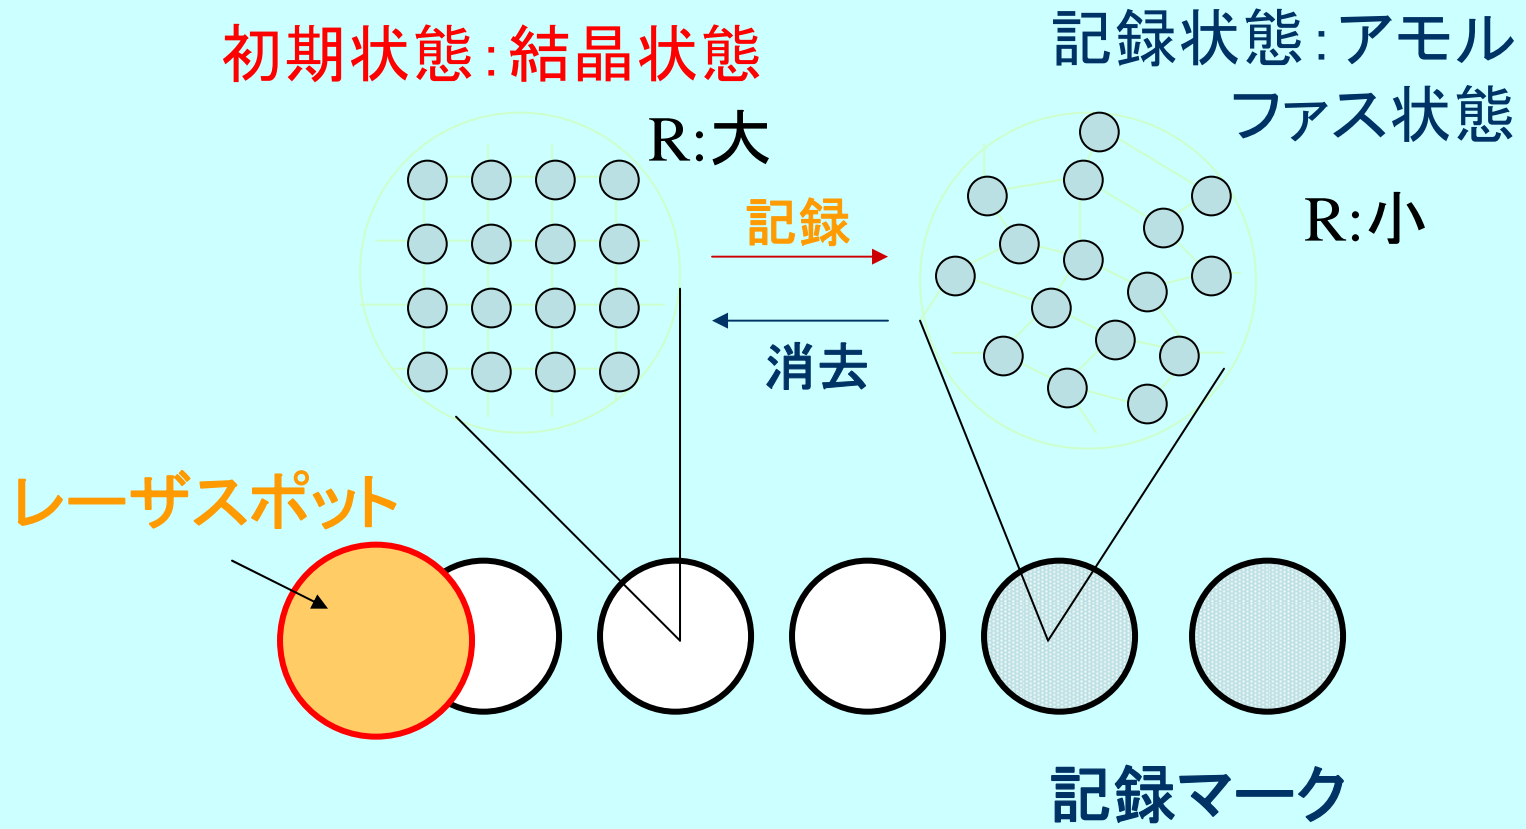 初期状態:結晶状態
R:大
記録状態:アモル
ファス状態
R:小
記録
消去
レーザスポット
記録マーク